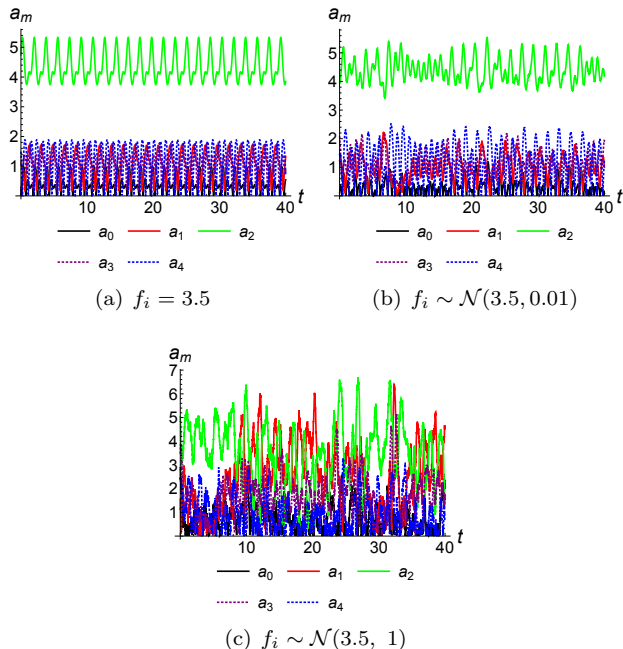 a_m a_m
5 5
4 4
3 3
2 2
1 1
10 20 30 40 t 10 20 30 40 t
a_0 a_1 a_2 a_0 a_1 a_2
a_3 a_4 a_3 a_4
(a) f_i = 3.5 (b) f_i ∼ N(3.5, 0.01)
a_m
7
6
5
4
3
2
1
10 20 30 40 t
a_0 a_1 a_2
a_3 a_4
(c) f_i ∼ N(3.5, 1)